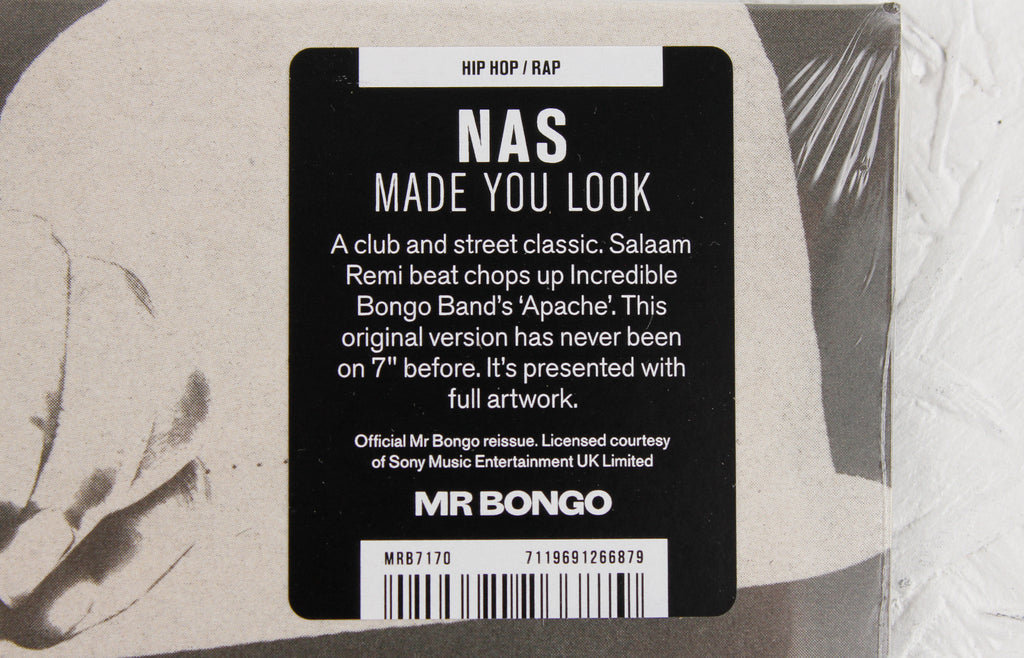 HIP HOP / RAP
NAS
MADE YOU LOOK
A club and street classic. Salaam
Remi beat chops up Incredible
Bongo Band's 'Apache'. This
original version has never been
on 7" before. It's presented with
full artwork.
Official Mr Bongo reissue. Licensed courtesy
of Sony Music Entertainment UK Limited
MR BONGO
MRB7170 7119691266879